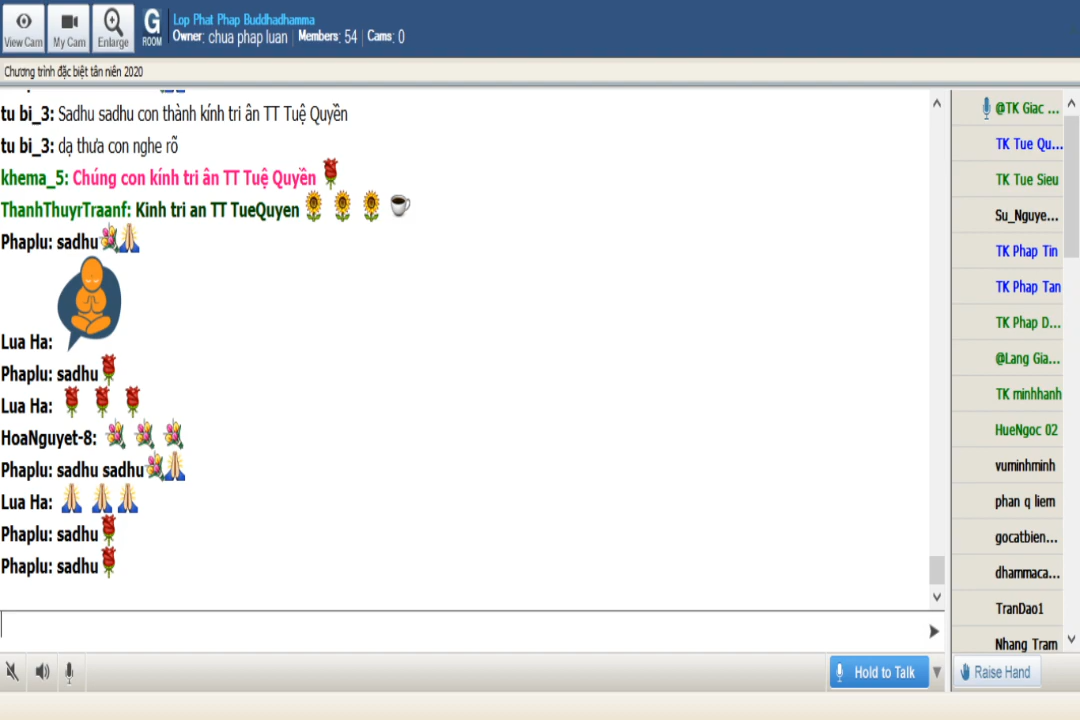 View Cam
My Cam
Enlarge
G
ROOM
Lop Phat Phap Buddhadhamma
Owner: chua phap luan | Members: 54 | Cams: 0
Chương trình đặc biệt tân niên 2020
tu bi_3: Sadhu sadhu con thành kính tri ân TT Tuệ Quyền
tu bi_3: dạ thưa con nghe rõ
khema_5: Chúng con kính tri ân TT Tuệ Quyền
ThanhThuyrTraanf: Kinh tri an TT TueQuyen
Phaplu: sadhu
Lua Ha:
Phaplu: sadhu
Lua Ha:
HoaNguyet-8:
Phaplu: sadhu sadhu
Lua Ha:
Phaplu: sadhu
Phaplu: sadhu
@TK Giac ...
TK Tue Qu...
TK Tue Sieu
Su_Nguye...
TK Phap Tin
TK Phap Tan
TK Phap D...
@Lang Gia...
TK minhhanh
HueNgoc 02
vuminhminh
phan q liem
gocatbien...
dhammaca...
TranDao1
Nhang Tram
Hold to Talk
Raise Hand